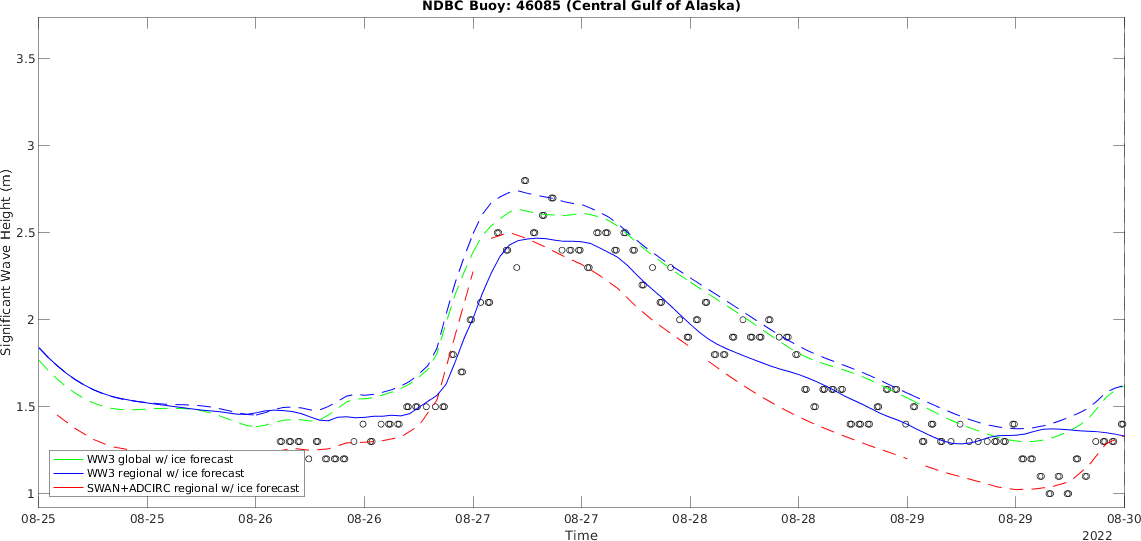 NDBC Buoy: 46085 (Central Gulf of Alaska)
Significant Wave Height (m)
3.5
3
2.5
2
1.5
1
WW3 global w/ ice forecast
WW3 regional w/ ice forecast
SWAN+ADCIRC regional w/ ice forecast
08-25 08-25 08-26 08-26 08-27 08-27 08-28 08-28 08-29 08-29 08-30
Time
2022